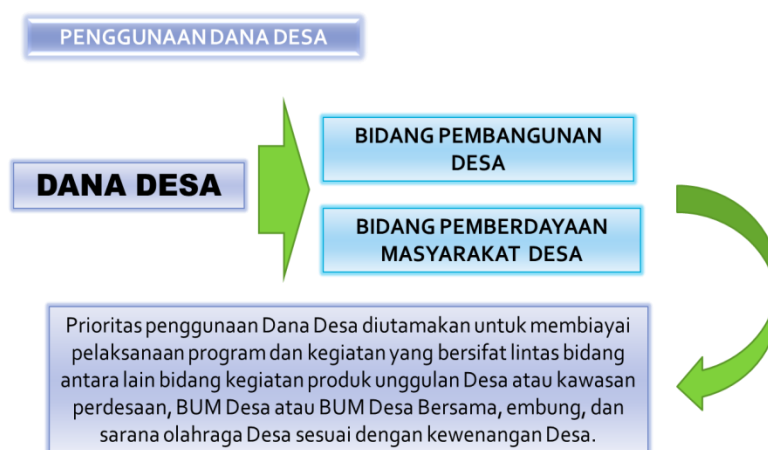 PENGGUNAAN DANA DESA
DANA DESA
BIDANG PEMBANGUNAN
DESA
BIDANG PEMBERDAYAAN
MASYARAKAT DESA
Prioritas penggunaan Dana Desa diutamakan untuk membiayai
pelaksanaan program dan kegiatan yang bersifat lintas bidang
antara lain bidang kegiatan produk unggulan Desa atau kawasan
perdesaan, BUM Desa atau BUM Desa Bersama, embung, dan
sarana olahraga Desa sesuai dengan kewenangan Desa.